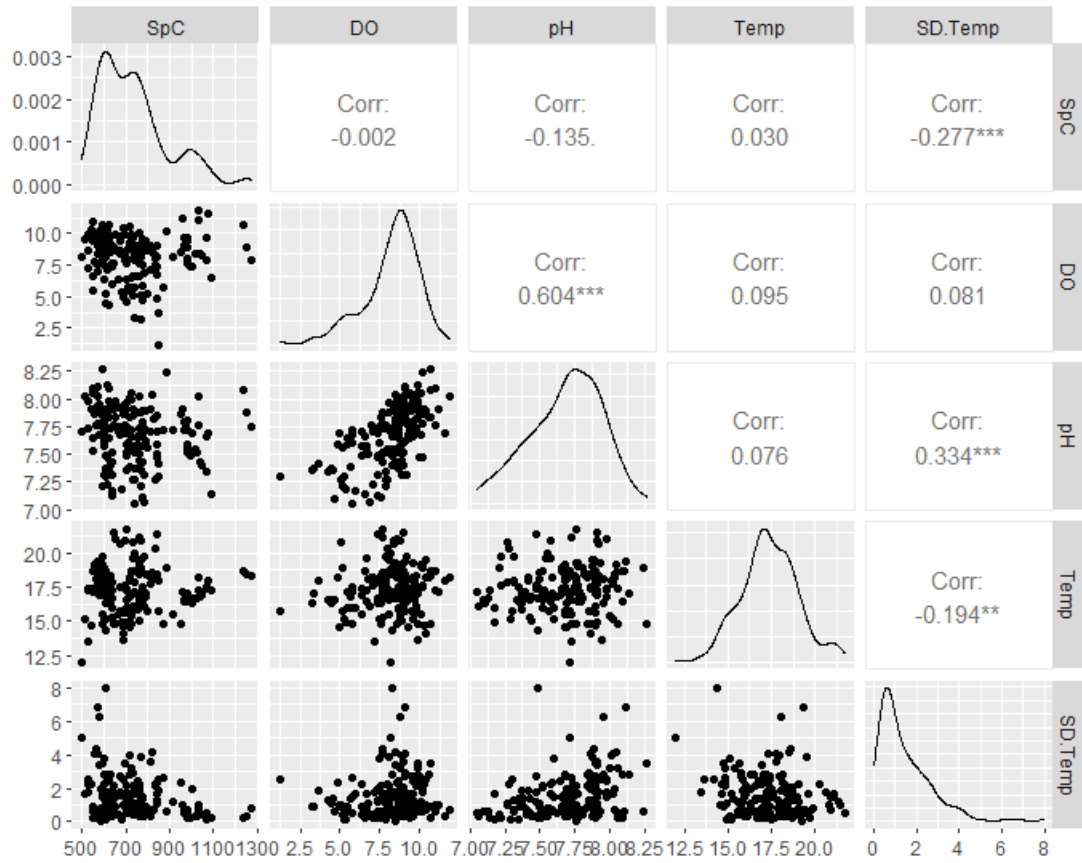 SpC DO pH Temp SD.Temp
0.003
0.002
0.001
0.000
Corr:
-0.002
Corr:
-0.135.
Corr:
0.030
Corr:
-0.277***
SpC
10.0
7.5
5.0
2.5
Corr:
0.604***
Corr:
0.095
Corr:
0.081
DO
8.25
8.00
7.75
7.50
7.25
7.00
Corr:
0.076
Corr:
0.334***
pH
20.0
17.5
15.0
12.5
Corr:
-0.194**
Temp
8
6
4
2
0
SD.Temp
500 700 900 1100 1300 2.5 5.0 7.5 10.0 7.00 7.25 7.50 7.75 8.00 8.25 12.5 15.0 17.5 20.0 0 2 4 6 8